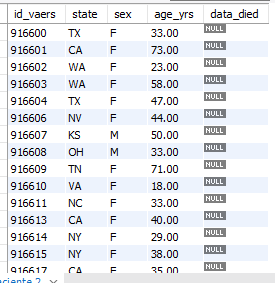 id_vaers state sex age_yrs data_died
916600 TX F 33.00 NULL
916601 CA F 73.00 NULL
916602 WA F 23.00 NULL
916603 WA F 58.00 NULL
916604 TX F 47.00 NULL
916606 NV F 44.00 NULL
916607 KS M 50.00 NULL
916608 OH M 33.00 NULL
916609 TN F 71.00 NULL
916610 VA F 18.00 NULL
916611 NC F 33.00 NULL
916613 CA F 40.00 NULL
916614 NY F 29.00 NULL
916615 NY F 38.00 NULL
916617 CA F 35.00 NULL